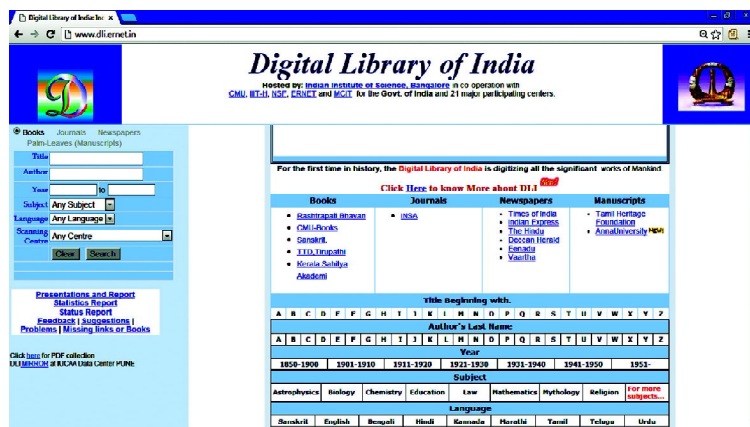 Digital Library of India: Inc
www.dli.ernet.in
Digital Library of India
Hosted by: Indian Institute of Science, Bangalore in co operation with
CMU, IIT-H, NSF, ERNET and MCIT for the Govt. of India and 21 major participating centers.
Books Journals Newspapers
Palm-Leaves (Manuscripts)
Title
Author
Year to
Subject Any Subject
Language Any Language
Scanning Centre Any Centre
Clear Search
Presentations and Report
Statistics Report
Status Report
Feedback | Suggestions |
Problems | Missing links or Books
Click here for PDF collection
DLI MIRROR at IUCAA Data Center PUNE
For the first time in history, the Digital Library of India is digitizing all the significant works of Mankind
Click Here to know More about DLI
Books
Rashtrapati Bhavan
CMU-Books
Sanskrit
TTD,Tirupathi
Kerala Sahitya
Akademi
Journals
INSA
Newspapers
Times of India
Indian Express
The Hindu
Deccan Herald
Eenadu
Vaartha
Manuscripts
Tamil Heritage
Foundation
AnnaUniversity
Title Beginning with.
A B C D E F G H I J K L M N O P Q R S T U V W X Y Z
Author's Last Name
A B C D E F G H I J K L M N O P Q R S T U V W X Y Z
Year
1850-1900 1901-1910 1911-1920 1921-1930 1931-1940 1941-1950 1951-
Subject
Astrophysics Biology Chemistry Education Law Mathematics Mythology Religion For more subjects...
Language
Sanskrit English Bengali Hindi Kannada Marathi Tamil Telugu Urdu